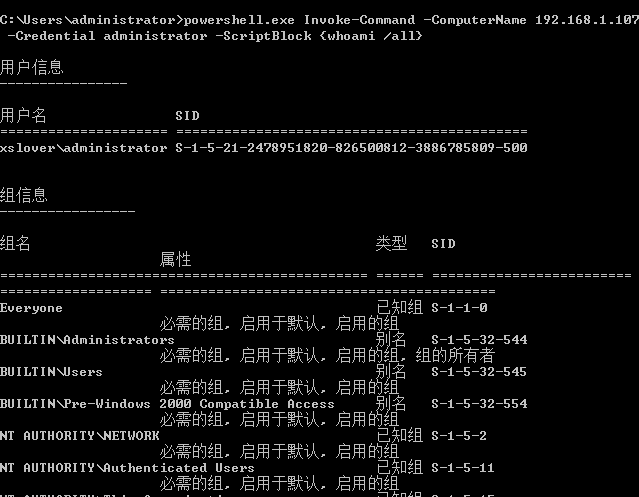 C:\Users\administrator>powershell.exe Invoke-Command -ComputerName 192.168.1.107
-Credential administrator -ScriptBlock {whoami /all}
用户信息
----------------
用户名 SID
===================== ============================================
xslover\administrator S-1-5-21-2478951820-826500812-3886785809-500
组信息
-----------------
组名 类型 SID
属性
============================================== ====== =========================
=================== ==========================================
Everyone 已知组 S-1-1-0
必需的组, 启用于默认, 启用的组
BUILTIN\Administrators 别名 S-1-5-32-544
必需的组, 启用于默认, 启用的组, 组的所有者
BUILTIN\Users 别名 S-1-5-32-545
必需的组, 启用于默认, 启用的组
BUILTIN\Pre-Windows 2000 Compatible Access 别名 S-1-5-32-554
必需的组, 启用于默认, 启用的组
NT AUTHORITY\NETWORK 已知组 S-1-5-2
必需的组, 启用于默认, 启用的组
NT AUTHORITY\Authenticated Users 已知组 S-1-5-11
必需的组, 启用于默认, 启用的组